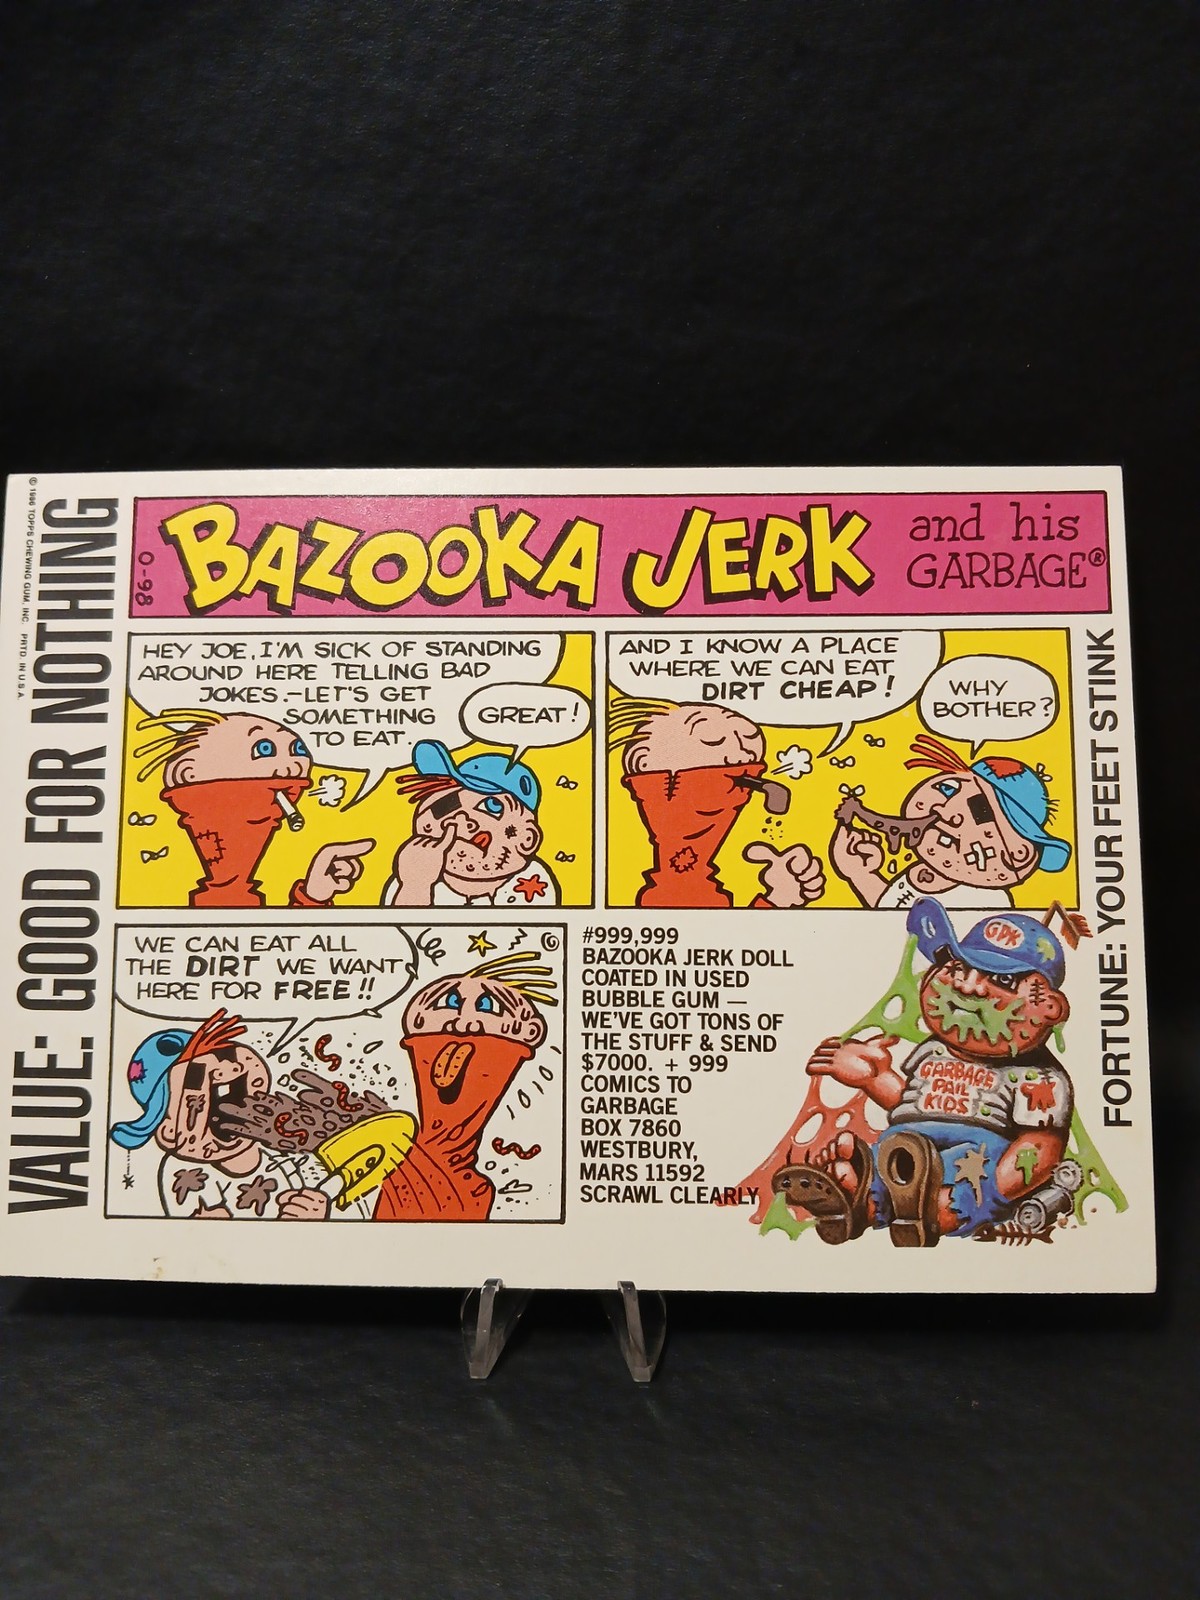 © 1986 TOPPS CHEWING GUM, INC. PRTD. IN U.S.A.
VALUE: GOOD FOR NOTHING
0-98
BAZOOKA JERK
and his
GARBAGE®
HEY JOE, I'M SICK OF STANDING
AROUND HERE TELLING BAD
JOKES.—LET'S GET
SOMETHING
TO EAT.
GREAT!
AND I KNOW A PLACE
WHERE WE CAN EAT
DIRT CHEAP!
WHY
BOTHER?
WE CAN EAT ALL
THE DIRT WE WANT
HERE FOR FREE!!
#999,999
BAZOOKA JERK DOLL
COATED IN USED
BUBBLE GUM —
WE'VE GOT TONS OF
THE STUFF & SEND
$7000. + 999
COMICS TO
GARBAGE
BOX 7860
WESTBURY,
MARS 11592
SCRAWL CLEARLY
GPK
GARBAGE
PAIL
KIDS
FORTUNE: YOUR FEET STINK